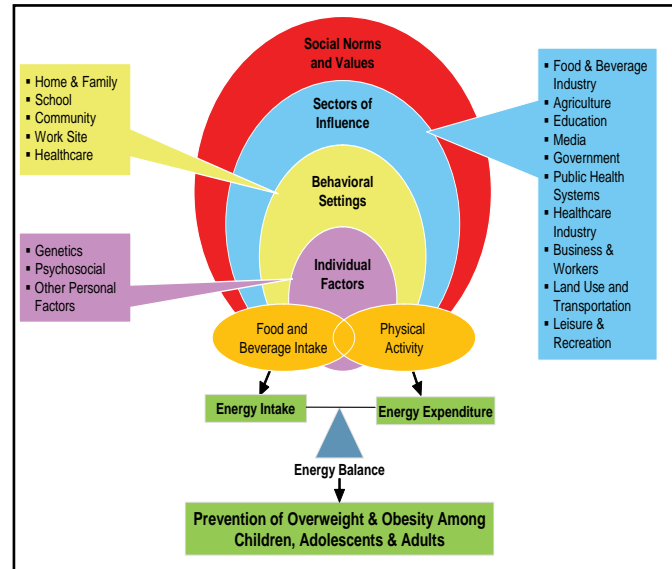 Social Norms
and Values
Sectors of
Influence
Behavioral
Settings
Individual
Factors
▪ Home & Family
▪ School
▪ Community
▪ Work Site
▪ Healthcare
▪ Genetics
▪ Psychosocial
▪ Other Personal
Factors
▪ Food & Beverage
Industry
▪ Agriculture
▪ Education
▪ Media
▪ Government
▪ Public Health
Systems
▪ Healthcare
Industry
▪ Business &
Workers
▪ Land Use and
Transportation
▪ Leisure &
Recreation
Food and
Beverage Intake
Physical
Activity
Energy Intake
Energy Expenditure
Energy Balance
Prevention of Overweight & Obesity Among
Children, Adolescents & Adults